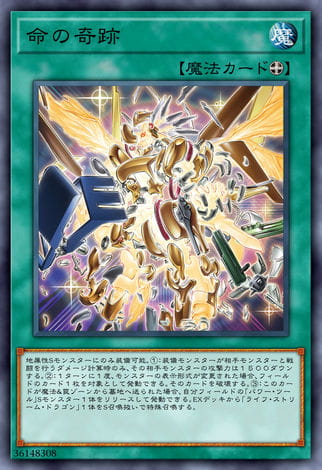 命の奇跡
魔
【魔法カード】
地属性Sモンスターにのみ装備可能。①:装備モンスターが相手モンスターと戦
闘を行うダメージ計算時のみ、その相手モンスターの攻撃力は1500ダウン
する。②:1ターンに1度、モンスターの表示形式が変更された場合、フィール
ドのカード1枚を対象として発動できる。そのカードを破壊する。③:このカー
ドが魔法&罠ゾーンから墓地へ送られた場合、自分フィールドの「パワー・ツー
ル」Sモンスター1体をリリースして発動できる。EXデッキから「ライフ・ストリ
ーム・ドラゴン」1体をS召喚扱いで特殊召喚する。
36148308